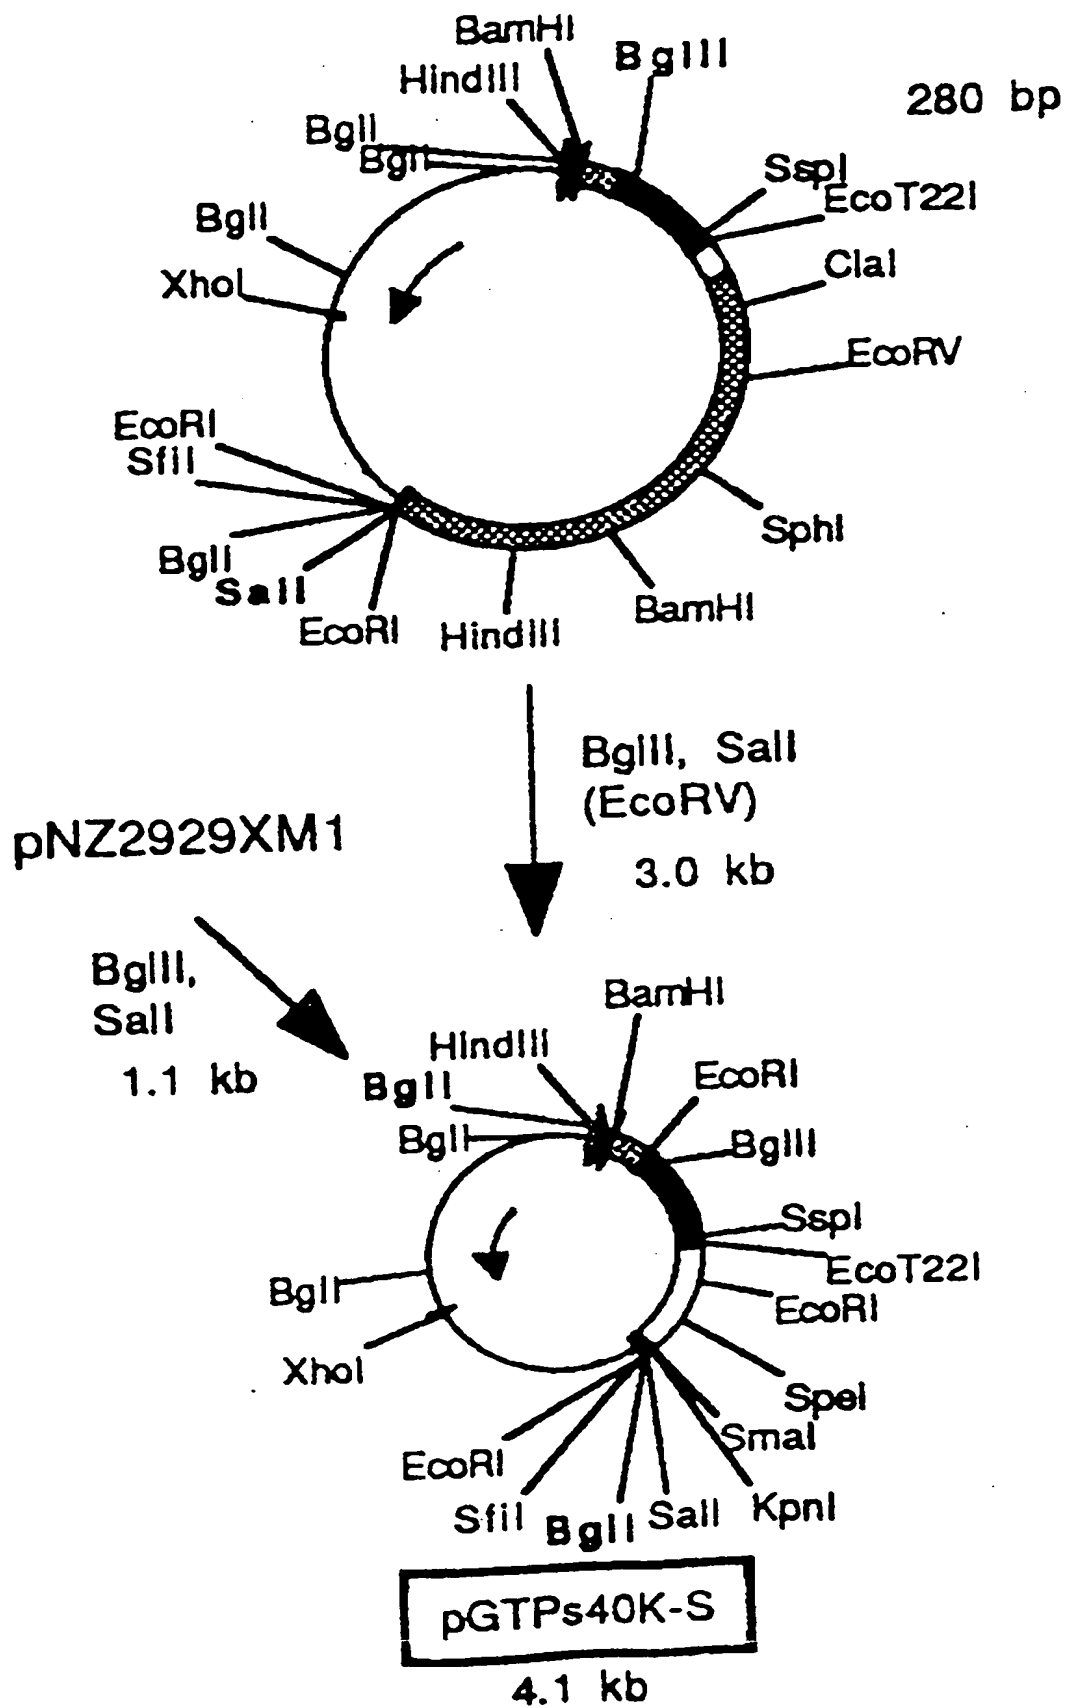 BamHI
BglII
HindIII
280 bp
BglI
BglI
SspI
EcoT22I
BglI
ClaI
XhoI
EcoRV
EcoRI
SfiI
SphI
BglI
SalI
BamHI
EcoRI
HindIII
BglII, SalI
(EcoRV)
pNZ2929XM1
3.0 kb
BglII,
SalI
BamHI
HindIII
1.1 kb
EcoRI
BglI
BglI
BglII
SspI
EcoT22I
BglI
EcoRI
XhoI
SpeI
SmaI
EcoRI
SfiI
BglI
SalI
KpnI
pGTPs40K-S
4.1 kb